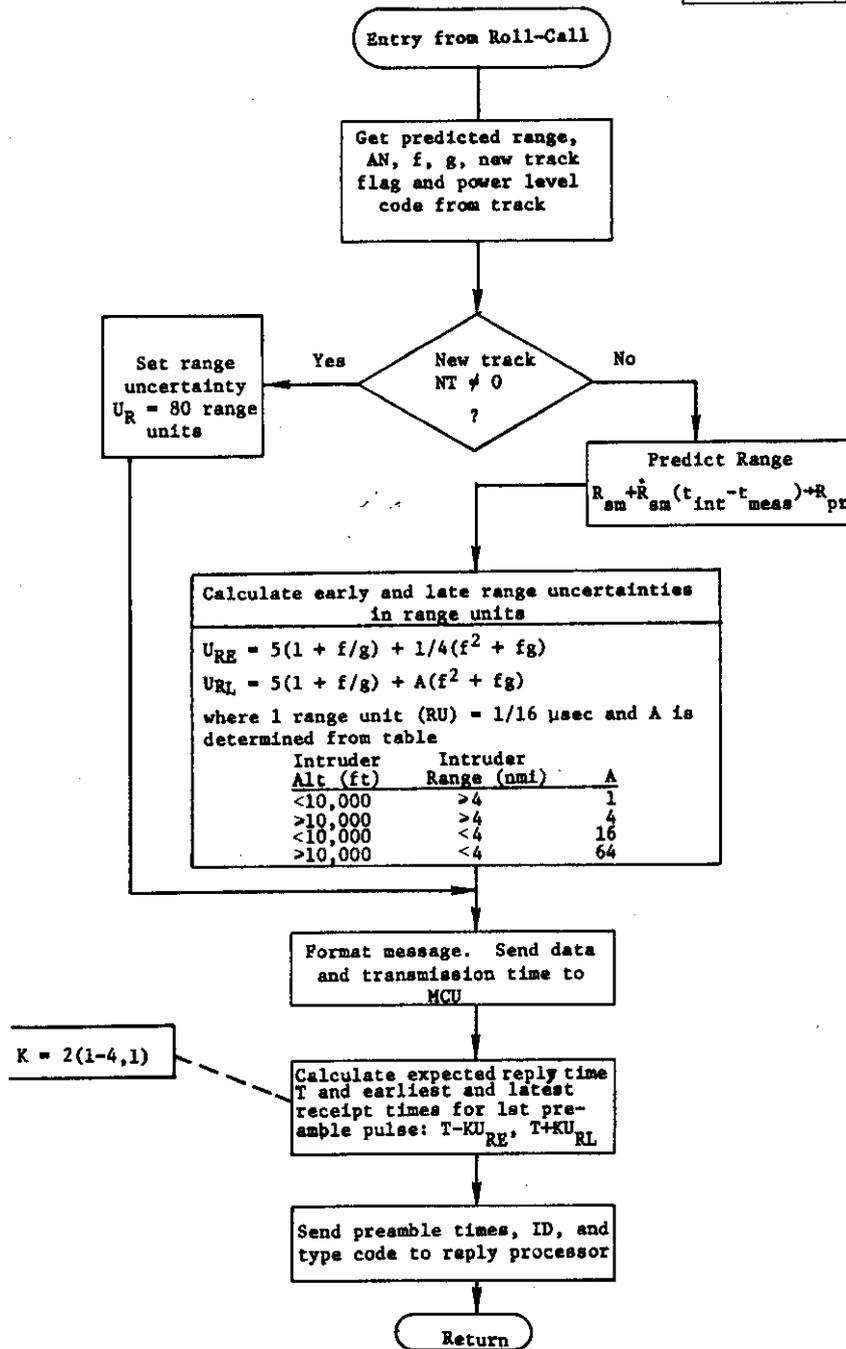 Entry from Roll-Call
Get predicted range,
AN, f, g, new track
flag and power level
code from track
Set range
uncertainty
U_R = 80 range
units
Yes
New track
NT ≠ 0
?
No
Predict Range
R_sm+Ṙ_sm(t_int-t_meas)→R_pr
Calculate early and late range uncertainties
in range units
U_RE = 5(1 + f/g) + 1/4(f² + fg)
U_RL = 5(1 + f/g) + A(f² + fg)
where 1 range unit (RU) = 1/16 μsec and A is
determined from table
Intruder Intruder
Alt (ft) Range (nmi) A
<10,000 >4 1
>10,000 >4 4
<10,000 <4 16
>10,000 <4 64
Format message. Send data
and transmission time to
MCU
K = 2(1-4,1)
Calculate expected reply time
T and earliest and latest
receipt times for 1st pre-
amble pulse: T-KU_RE, T+KU_RL
Send preamble times, ID, and
type code to reply processor
Return